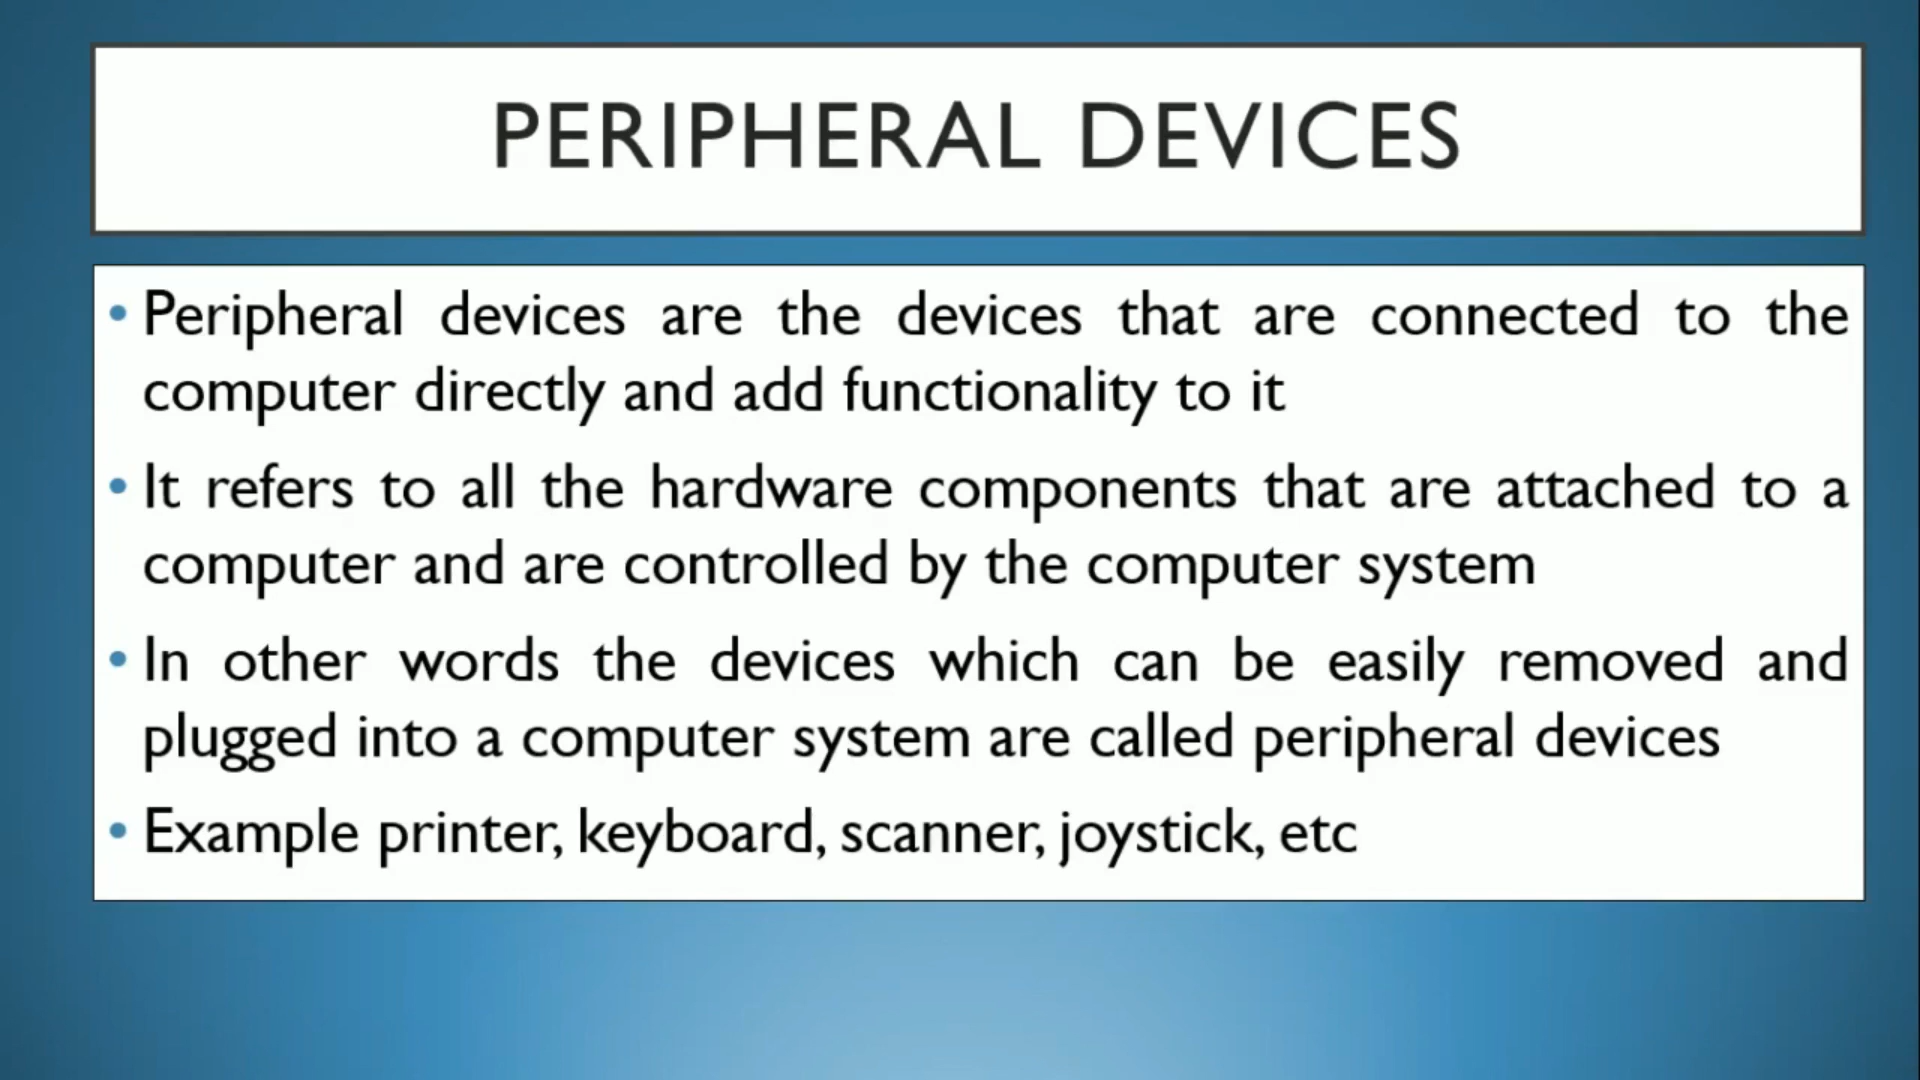 PERIPHERAL DEVICES
• Peripheral devices are the devices that are connected to the
computer directly and add functionality to it
• It refers to all the hardware components that are attached to a
computer and are controlled by the computer system
• In other words the devices which can be easily removed and
plugged into a computer system are called peripheral devices
• Example printer, keyboard, scanner, joystick, etc